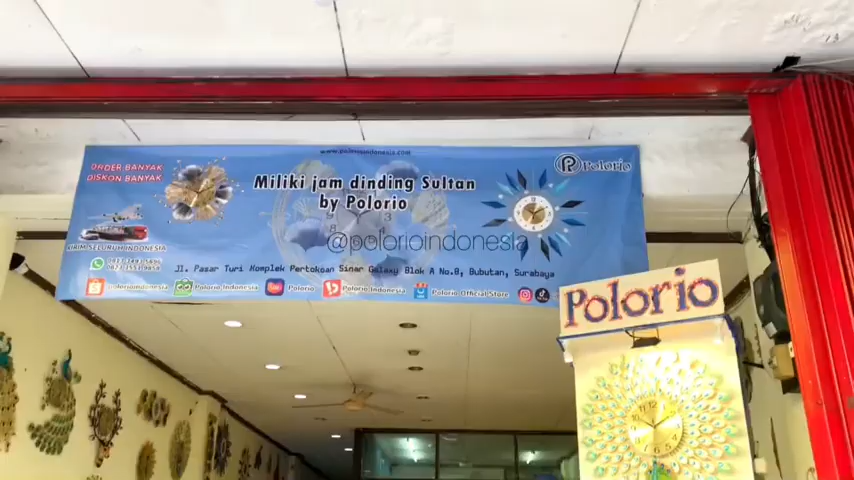 www.polorioindonesia.com
ORDER BANYAK
DISKON BANYAK
Polorio
Miliki jam dinding Sultan
by Polorio
@polorioindonesia
KIRIM SELURUH INDONESIA
Jl. Pasar Turi Komplek Pertokoan Sinar Galaxy Blok A No.8, Bubutan, Surabaya
polorioindonesia
Polorio Indonesia
Polorio
Polorio Indonesia
Polorio Official Store
Polorio